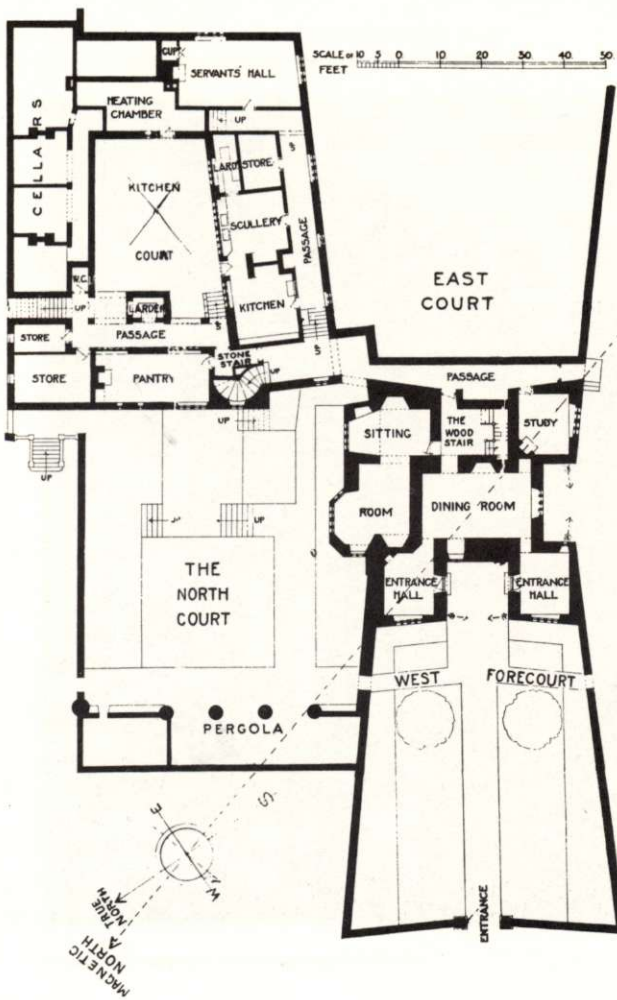 SCALE OF FEET
10 5 0 10 20 30 40 50
CUP
SERVANTS' HALL
HEATING CHAMBER
UP
CELLARS
KITCHEN COURT
LARD
STORE
SCULLERY
PASSAGE
KITCHEN
W.C.
UP
LARDER
PASSAGE
STORE
STORE
PANTRY
STONE STAIR
UP
UP
UP
UP
EAST COURT
PASSAGE
SITTING ROOM
THE WOOD STAIR
STUDY
DINING ROOM
ENTRANCE HALL
ENTRANCE HALL
THE NORTH COURT
WEST FORECOURT
PERGOLA
S
E
W
TRUE NORTH
MAGNETIC NORTH
ENTRANCE